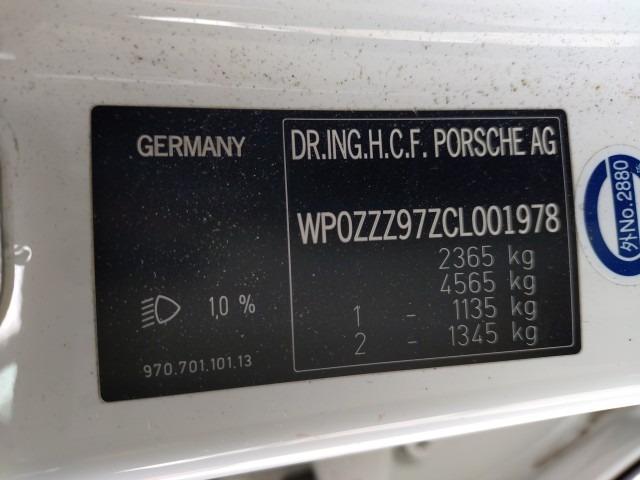 GERMANY
DR.ING.H.C.F. PORSCHE AG
WP0ZZZ97ZCL001978
2365 kg
4565 kg
1 - 1135 kg
2 - 1345 kg
1,0 %
970.701.101.13
外No.2880